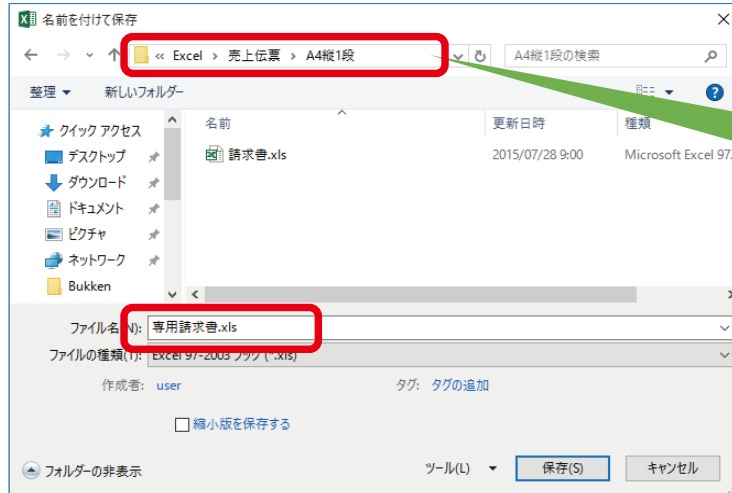 名前を付けて保存
« Excel › 売上伝票 › A4縦1段
A4縦1段の検索
整理 新しいフォルダー
クイック アクセス
デスクトップ
ダウンロード
ドキュメント
ピクチャ
ネットワーク
Bukken
名前 更新日時 種類
請求書.xls 2015/07/28 9:00 Microsoft Excel 97.
ファイル名(N): 専用請求書.xls
ファイルの種類(T): Excel 97-2003 ブック (*.xls)
作成者: user タグ: タグの追加
縮小版を保存する
フォルダーの非表示 ツール(L) 保存(S) キャンセル